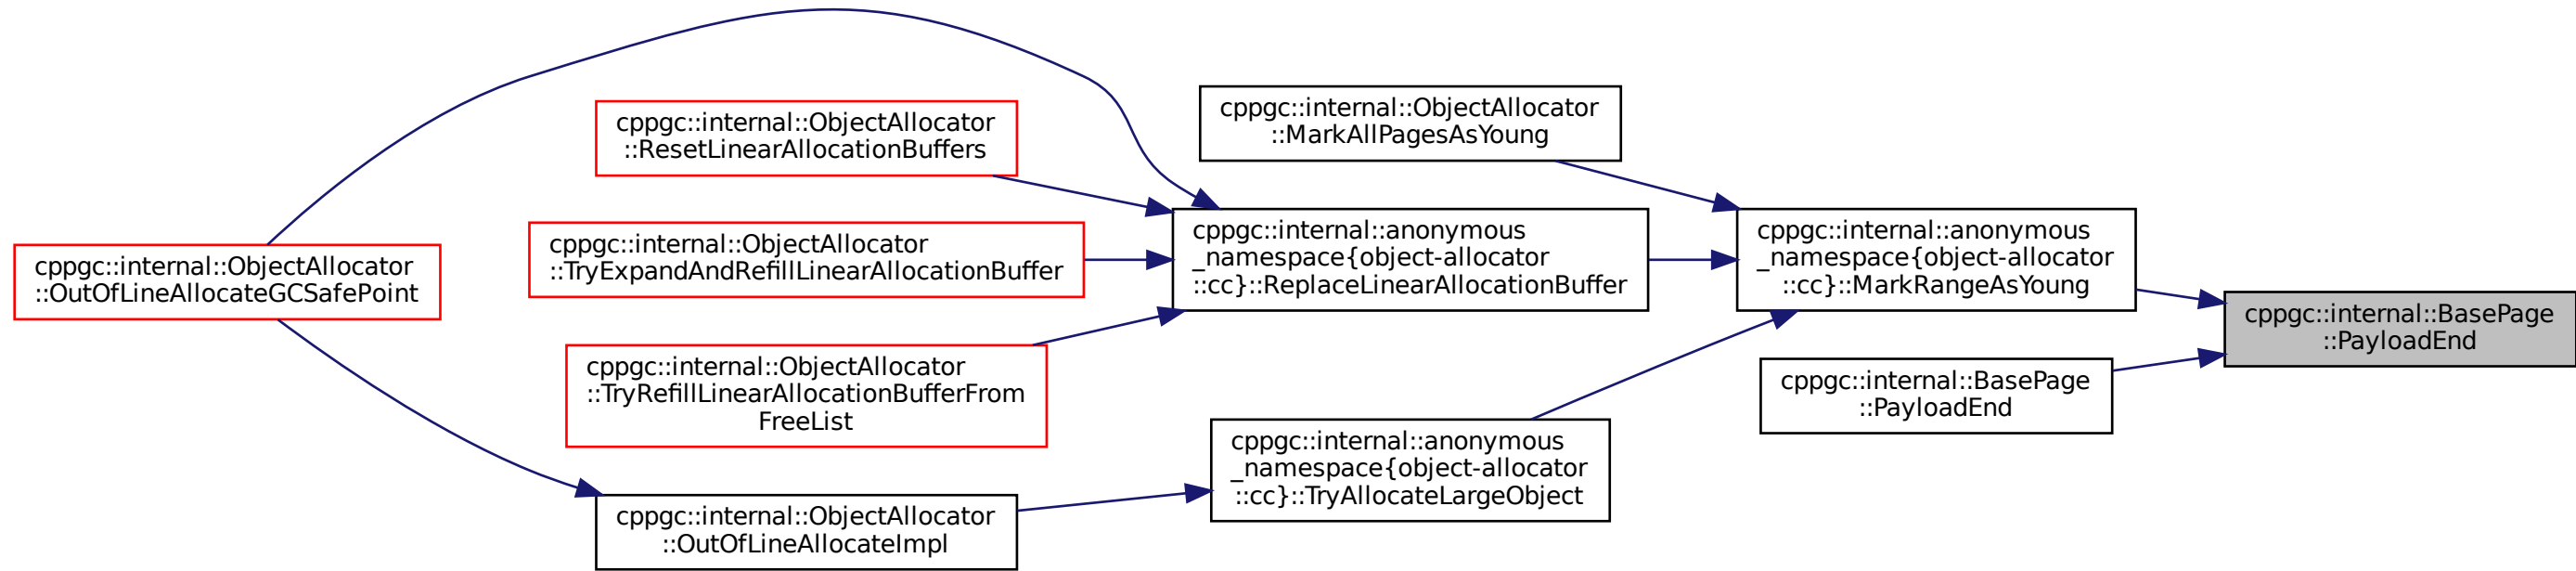 cppgc::internal::ObjectAllocator
::OutOfLineAllocateGCSafePoint
cppgc::internal::ObjectAllocator
::ResetLinearAllocationBuffers
cppgc::internal::ObjectAllocator
::TryExpandAndRefillLinearAllocationBuffer
cppgc::internal::ObjectAllocator
::TryRefillLinearAllocationBufferFrom
FreeList
cppgc::internal::ObjectAllocator
::OutOfLineAllocateImpl
cppgc::internal::ObjectAllocator
::MarkAllPagesAsYoung
cppgc::internal::anonymous
_namespace{object-allocator
::cc}::ReplaceLinearAllocationBuffer
cppgc::internal::anonymous
_namespace{object-allocator
::cc}::TryAllocateLargeObject
cppgc::internal::anonymous
_namespace{object-allocator
::cc}::MarkRangeAsYoung
cppgc::internal::BasePage
::PayloadEnd
cppgc::internal::BasePage
::PayloadEnd